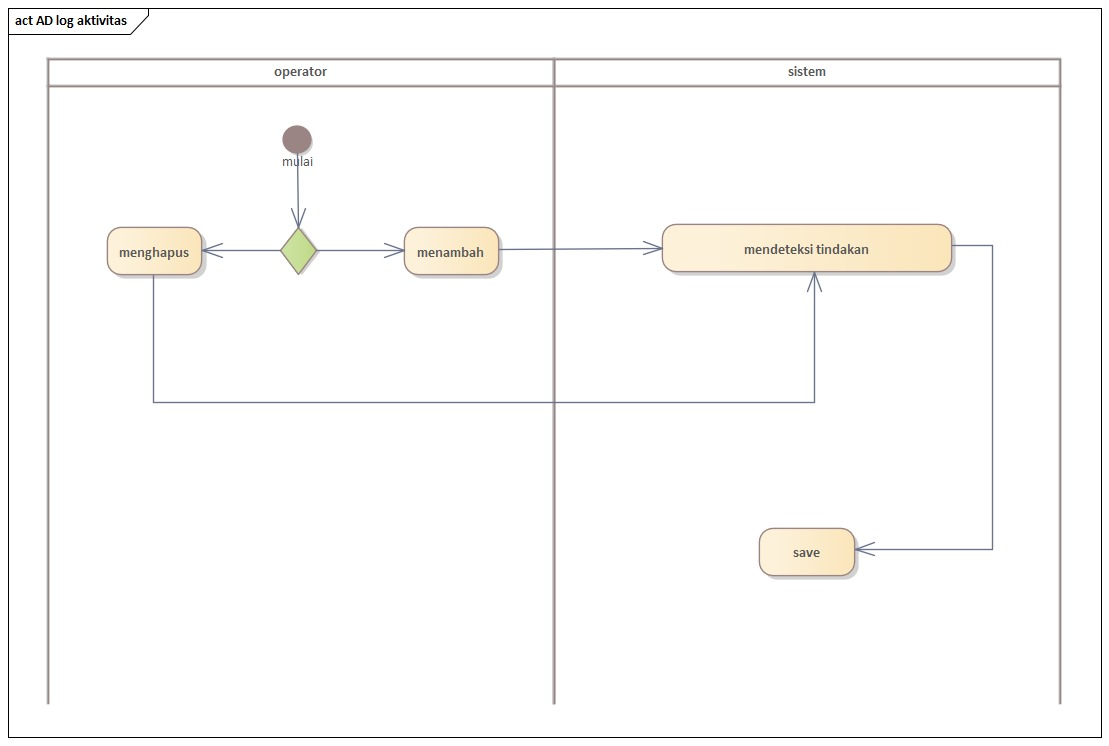 act AD log aktivitas
operator
sistem
mulai
menghapus
menambah
mendeteksi tindakan
save